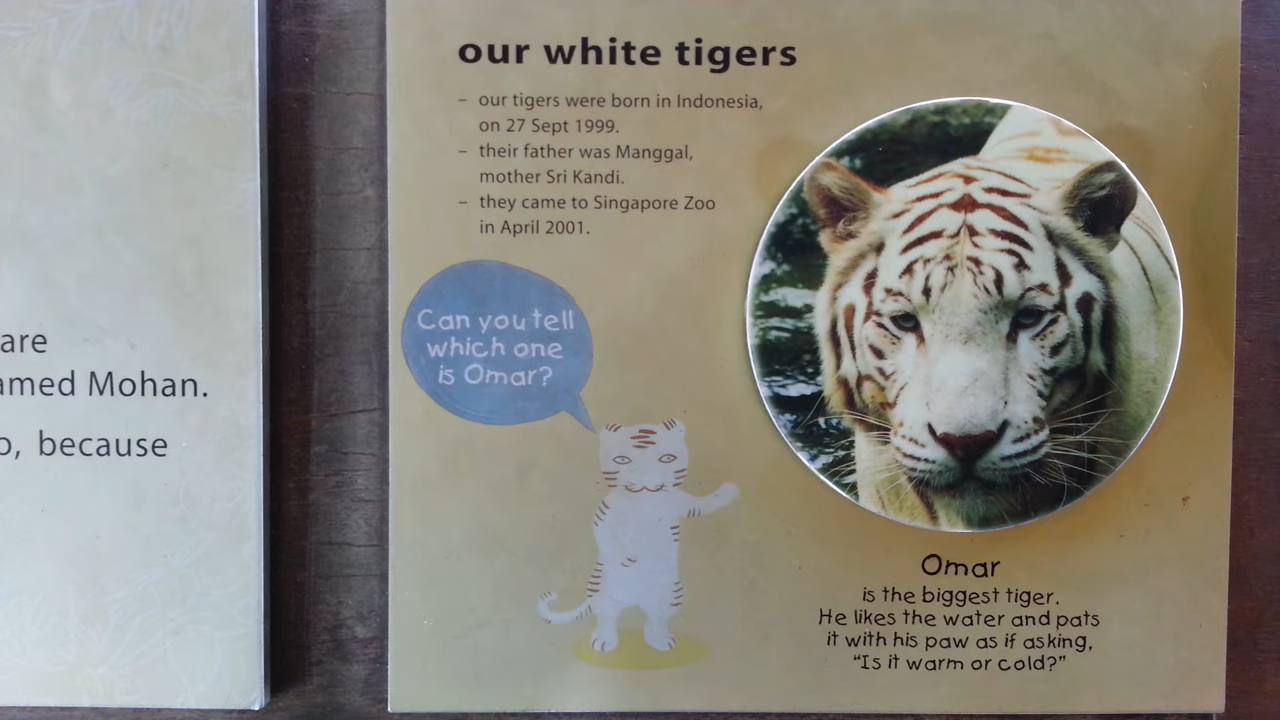 are
named Mohan.
because
our white tigers
– our tigers were born in Indonesia,
on 27 Sept 1999.
– their father was Manggal,
mother Sri Kandi.
– they came to Singapore Zoo
in April 2001.
Can you tell
which one
is Omar?
Omar
is the biggest tiger.
He likes the water and pats
it with his paw as if asking,
“Is it warm or cold?”